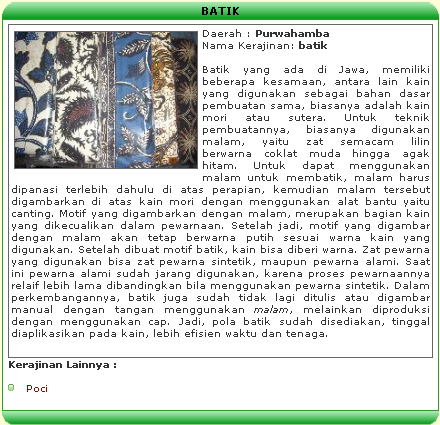 BATIK
Daerah : Purwahamba
Nama Kerajinan: batik
Batik yang ada di Jawa, memiliki
beberapa kesamaan, antara lain kain
yang digunakan sebagai bahan dasar
pembuatan sama, biasanya adalah kain
mori atau sutera. Untuk teknik
pembuatannya, biasanya digunakan
malam, yaitu zat semacam lilin
berwarna coklat muda hingga agak
hitam. Untuk dapat menggunakan
malam untuk membatik, malam harus
dipanasi terlebih dahulu di atas perapian, kemudian malam tersebut
digambarkan di atas kain mori dengan menggunakan alat bantu yaitu
canting. Motif yang digambarkan dengan malam, merupakan bagian kain
yang dikecualikan dalam pewarnaan. Setelah jadi, motif yang digambar
dengan malam akan tetap berwarna putih sesuai warna kain yang
digunakan. Setelah dibuat motif batik, kain bisa diberi warna. Zat pewarna
yang digunakan bisa zat pewarna sintetik, maupun pewarna alami. Saat
ini pewarna alami sudah jarang digunakan, karena proses pewarnaannya
relaif lebih lama dibandingkan bila menggunakan pewarna sintetik. Dalam
perkembangannya, batik juga sudah tidak lagi ditulis atau digambar
manual dengan tangan menggunakan malam, melainkan diproduksi
dengan menggunakan cap. Jadi, pola batik sudah disediakan, tinggal
diaplikasikan pada kain, lebih efisien waktu dan tenaga.
Kerajinan Lainnya :
Poci